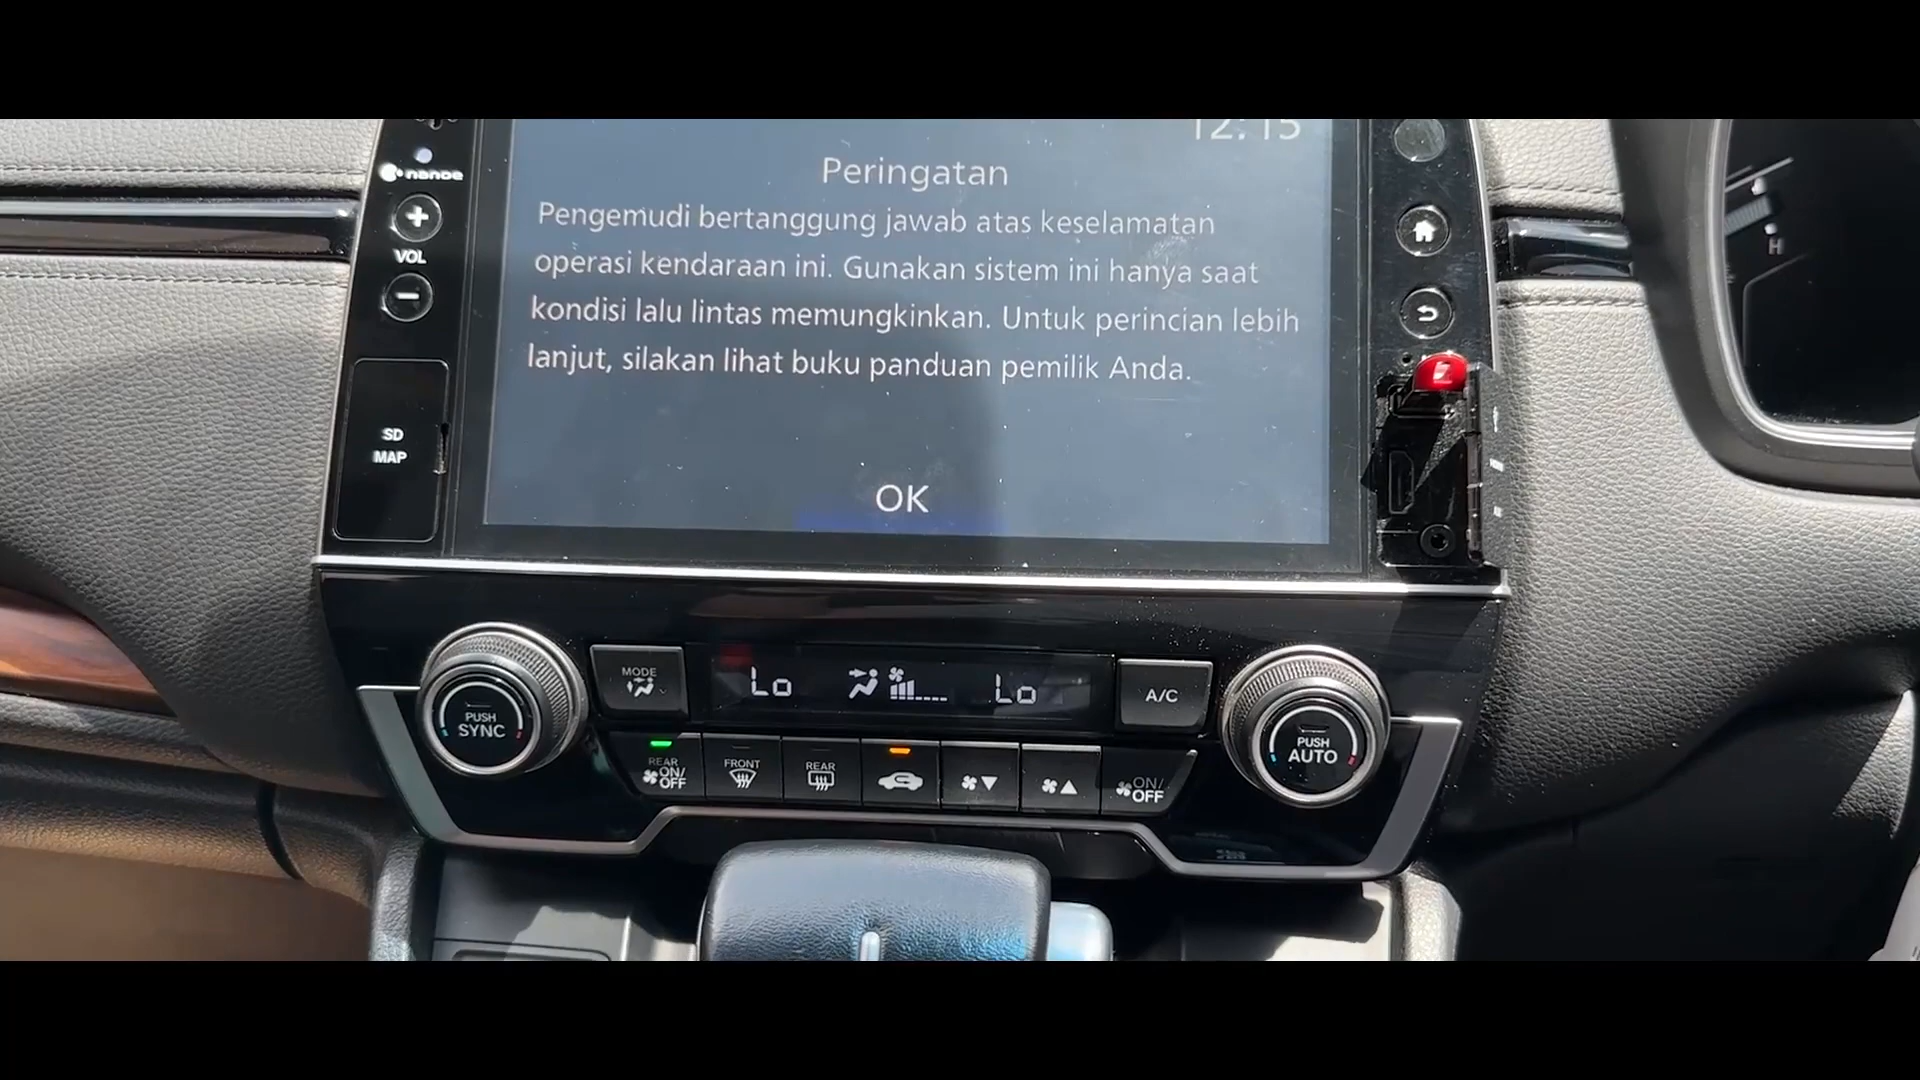 12:15
Peringatan
nanoe
Pengemudi bertanggung jawab atas keselamatan
operasi kendaraan ini. Gunakan sistem ini hanya saat
kondisi lalu lintas memungkinkan. Untuk perincian lebih
lanjut, silakan lihat buku panduan pemilik Anda.
OK
VOL
SD
MAP
H
MODE
Lo
Lo
A/C
PUSH
SYNC
PUSH
AUTO
REAR
ON/
OFF
FRONT
REAR
ON/
OFF